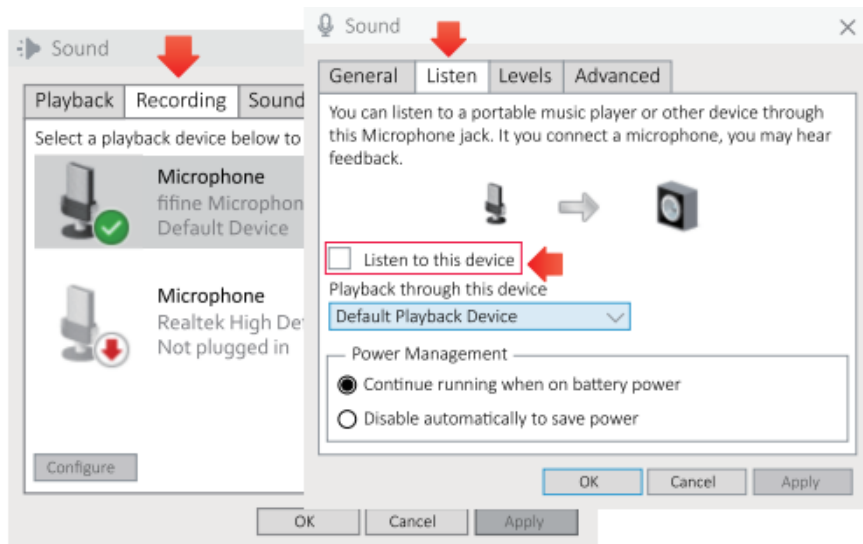 Sound
Playback
Recording
Sound
Select a playback device below to
Microphone
fifine Microphon
Default Device
Microphone
Realtek High De
Not plugged in
Configure
OK
Cancel
Apply
Sound
General
Listen
Levels
Advanced
You can listen to a portable music player or other device through
this Microphone jack. It you connect a microphone, you may hear
feedback.
Listen to this device
Playback through this device
Default Playback Device
Power Management
Continue running when on battery power
Disable automatically to save power
OK
Cancel
Apply